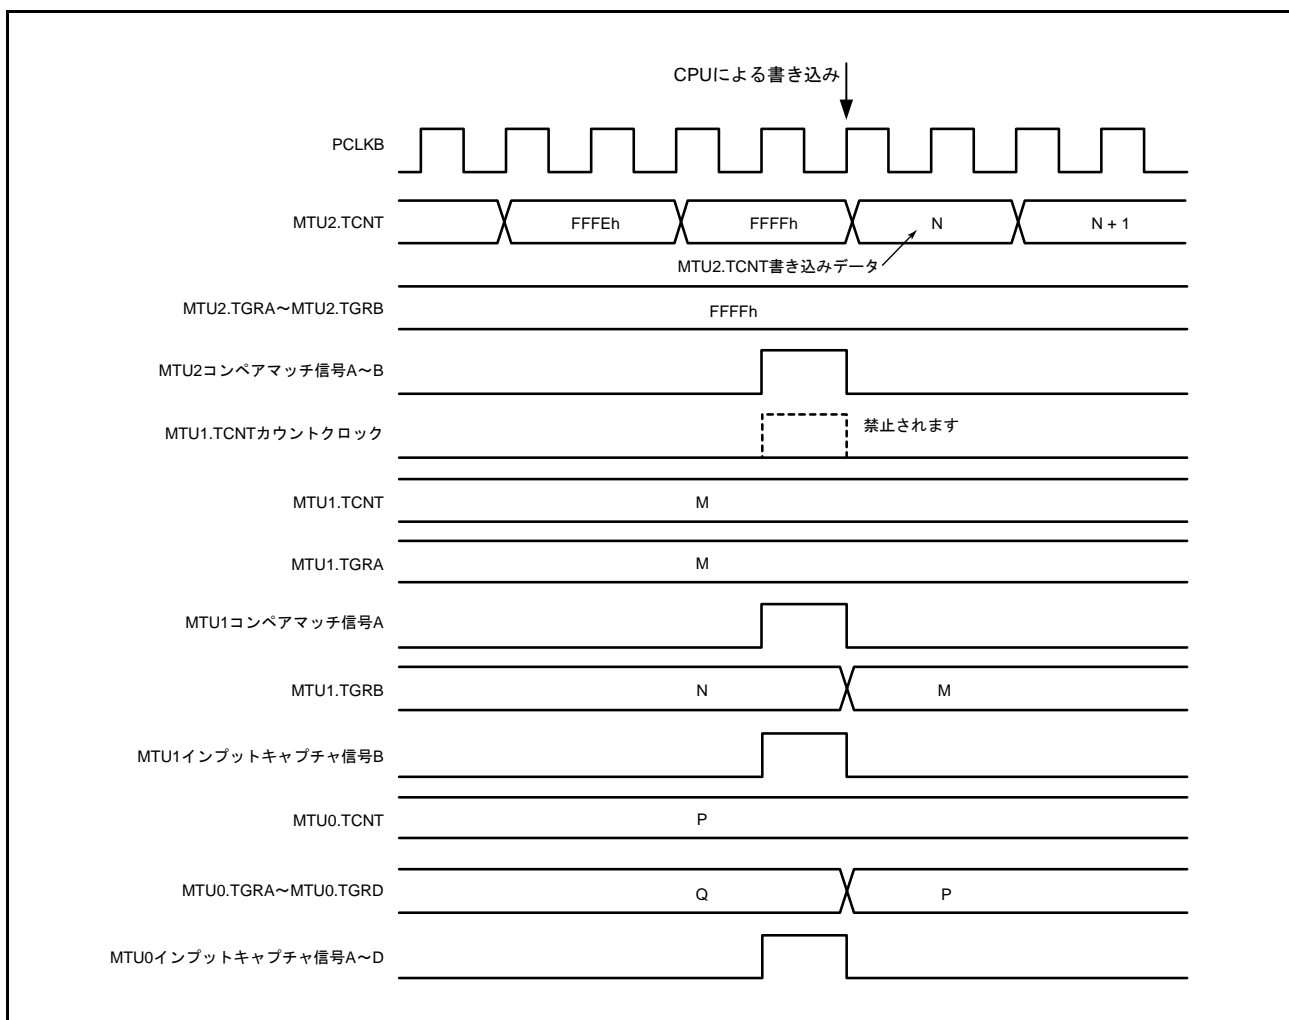 CPUによる書き込み
PCLKB
MTU2.TCNT
FFFEh
FFFFh
N
N + 1
MTU2.TCNT書き込みデータ
MTU2.TGRA～MTU2.TGRB
FFFFh
MTU2コンペアマッチ信号A～B
MTU1.TCNTカウントクロック
禁止されます
MTU1.TCNT
M
MTU1.TGRA
M
MTU1コンペアマッチ信号A
MTU1.TGRB
N
M
MTU1インプットキャプチャ信号B
MTU0.TCNT
P
MTU0.TGRA～MTU0.TGRD
Q
P
MTU0インプットキャプチャ信号A～D